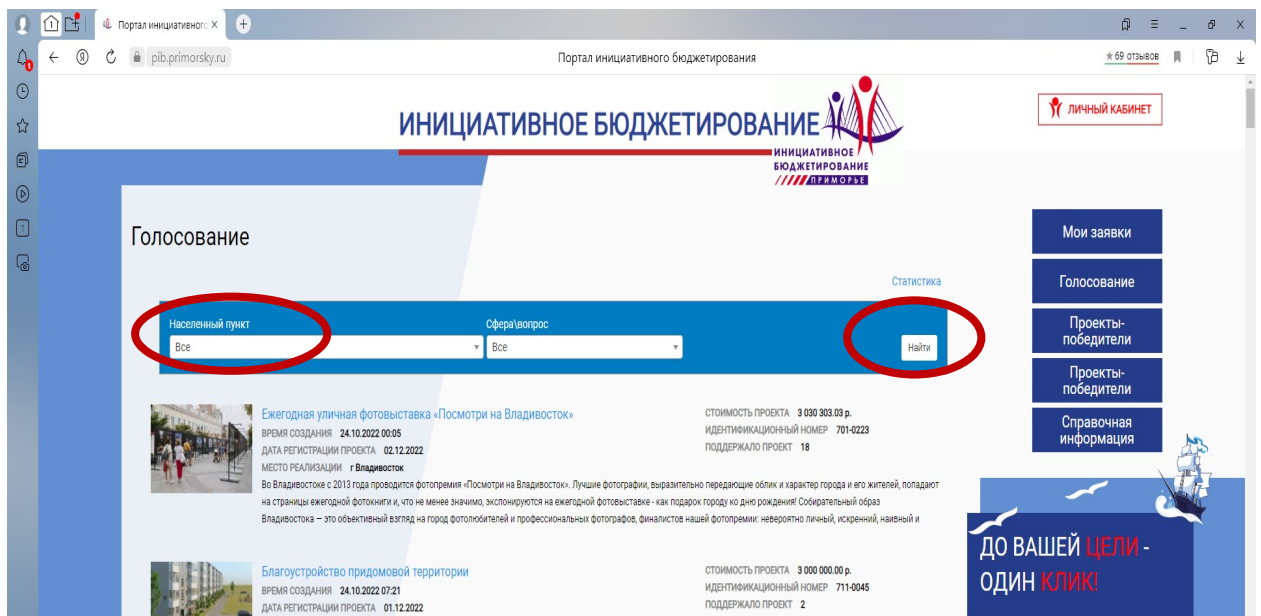 Портал инициативног
Портал инициативного бюджетирования
pib.primorsky.ru
69 отзывов
1
1
1
ИНИЦИАТИВНОЕ БЮДЖЕТИРОВАНИЕ
ИНИЦИАТИВНОЕ
БЮДЖЕТИРОВАНИЕ
ПРИМОРЬЕ
ЛИЧНЫЙ КАБИНЕТ
Голосование
Статистика
Населенный пункт
Сфера\вопрос
Все
Все
Найти
Ежегодная уличная фотовыставка «Посмотри на Владивосток»
ВРЕМЯ СОЗДАНИЯ 24.10.2022 00:05
ДАТА РЕГИСТРАЦИИ ПРОЕКТА 02.12.2022
МЕСТО РЕАЛИЗАЦИИ г Владивосток
СТОИМОСТЬ ПРОЕКТА 3 030 303.03 р.
ИДЕНТИФИКАЦИОННЫЙ НОМЕР 701-0223
ПОДДЕРЖАЛО ПРОЕКТ 18
Во Владивостоке с 2013 года проводится фотопремия «Посмотри на Владивосток». Лучшие фотографии, выразительно передающие облик и характер города и его жителей, попадают
на страницы ежегодной фотокниги и, что не менее значимо, экспонируются на ежегодной фотовыставке - как подарок городу ко дню рождения! Собирательный образ
Владивостока — это объективный взгляд на город фотолюбителей и профессиональных фотографов, финалистов нашей фотопремии: невероятно личный, искренний, наивный и
Благоустройство придомовой территории
ВРЕМЯ СОЗДАНИЯ 24.10.2022 07:21
ДАТА РЕГИСТРАЦИИ ПРОЕКТА 01.12.2022
СТОИМОСТЬ ПРОЕКТА 3 000 000.00 р.
ИДЕНТИФИКАЦИОННЫЙ НОМЕР 711-0045
ПОДДЕРЖАЛО ПРОЕКТ 2
Мои заявки
Голосование
Проекты-
победители
Проекты-
победители
Справочная
информация
ДО ВАШЕЙ ЦЕЛИ -
ОДИН КЛИК!